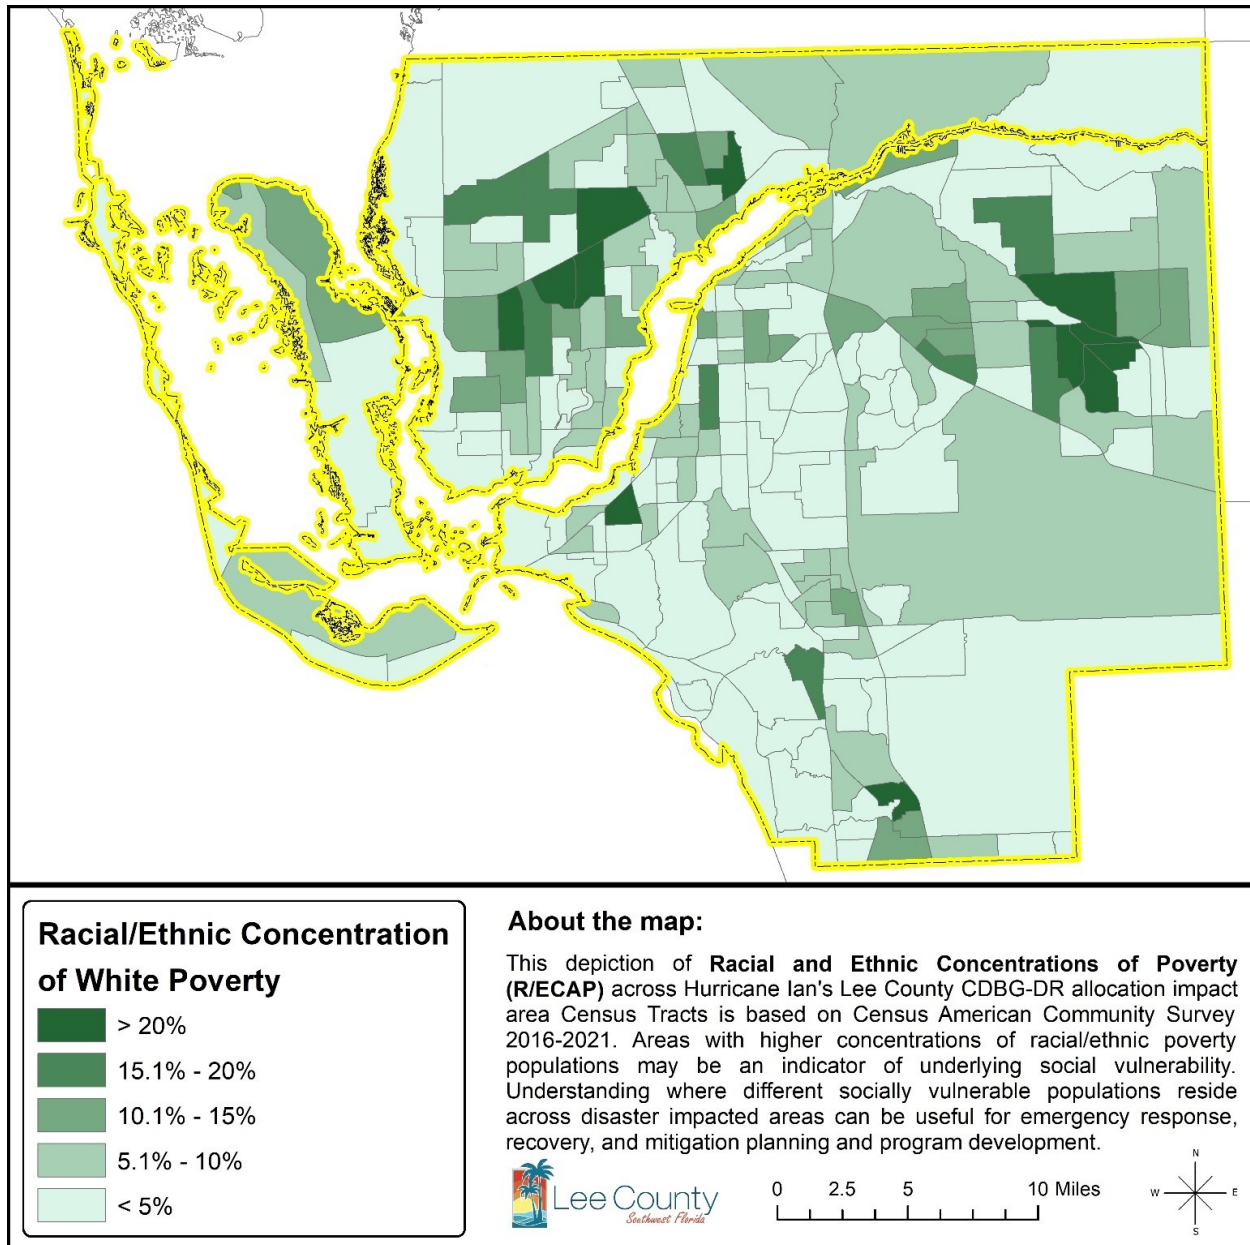 Racial/Ethnic Concentration
of White Poverty
> 20%
15.1% - 20%
10.1% - 15%
5.1% - 10%
< 5%
About the map:
This depiction of Racial and Ethnic Concentrations of Poverty
(R/ECAP) across Hurricane Ian's Lee County CDBG-DR allocation impact
area Census Tracts is based on Census American Community Survey
2016-2021. Areas with higher concentrations of racial/ethnic poverty
populations may be an indicator of underlying social vulnerability.
Understanding where different socially vulnerable populations reside
across disaster impacted areas can be useful for emergency response,
recovery, and mitigation planning and program development.
Lee County
Southwest Florida
0 2.5 5 10 Miles
N
W E
S